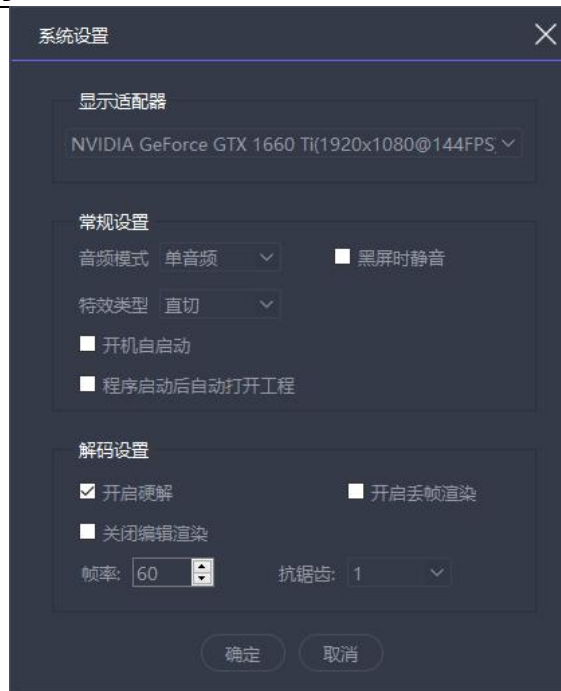 系统设置
显示适配器
NVIDIA GeForce GTX 1660 Ti(1920x1080@144FPS
常规设置
音频模式 单音频 黑屏时静音
特效类型 直切
开机自启动
程序启动后自动打开工程
解码设置
开启硬解 开启丢帧渲染
关闭编辑渲染
帧率: 60 抗锯齿: 1
确定 取消